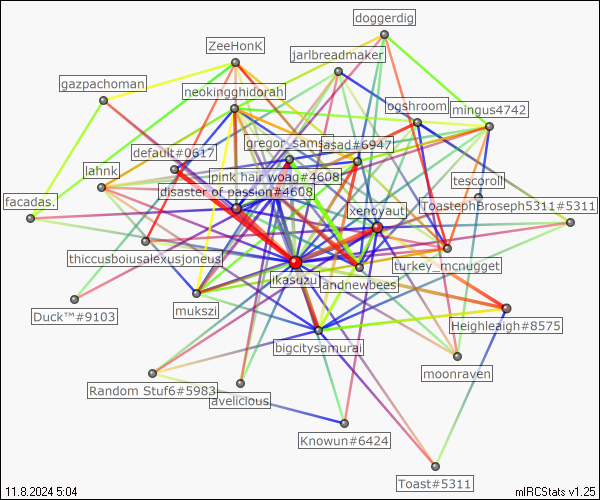 doggerdig
ZeeHonK
jarlbreadmaker
gazpachoman
neokingghidorah
ogshroom
mingus4742
gregor_samsa
asad#6947
default#0617
lahnk
pink hair woag#4608
tescoroll
disaster of passion#4608
facadas.
xenoyaut
ToastephBroseph5311#5311
thiccusboiusalexusjoneus
turkey_mcnugget
ikasuzu
landnewbees
mukszi
Duck™#9103
Heighleaigh#8575
bigcitysamurai
moonraven
Random Stuf6#5983
avelicious
Knowun#6424
Toast#5311
11.8.2024 5:04
mIRCStats v1.25